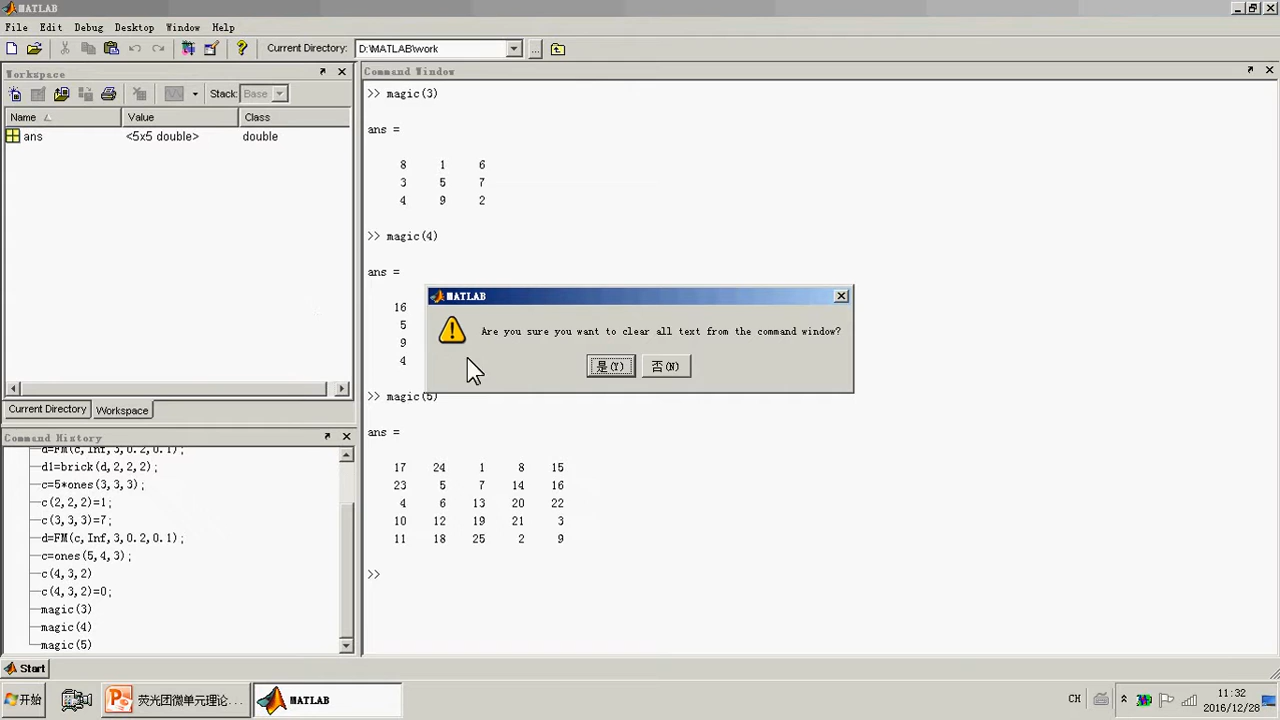 MATLAB
File Edit Debug Desktop Window Help
Current Directory: D:\MATLAB\work ...
Workspace
Stack: Base
Name Value Class
ans <5x5 double> double
Current Directory Workspace
Command History
d=FM(c,Inf,3,0.2,0.1);
d1=brick(d,2,2,2);
c=5*ones(3,3,3);
c(2,2,2)=1;
c(3,3,3)=7;
d=FM(c,Inf,3,0.2,0.1);
c=ones(5,4,3);
c(4,3,2)
c(4,3,2)=0;
magic(3)
magic(4)
magic(5)
Command Window
>> magic(3)
ans =
8 1 6
3 5 7
4 9 2
>> magic(4)
ans =
16
5
9
4
>> magic(5)
ans =
17 24 1 8 15
23 5 7 14 16
4 6 13 20 22
10 12 19 21 3
11 18 25 2 9
>>
MATLAB
Are you sure you want to clear all text from the command window?
是(Y) 否(N)
Start
开始 荧光团微单元理论... MATLAB CH 11:32
2016/12/28